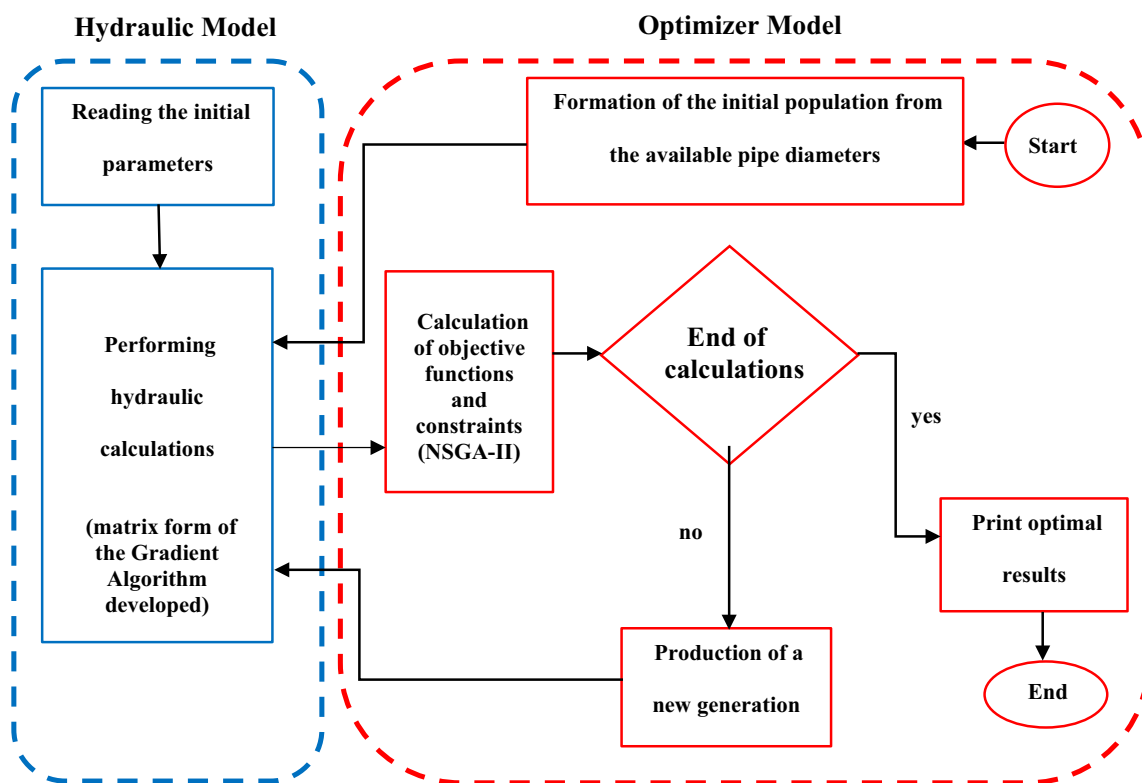 Hydraulic Model
Optimizer Model
Reading the initial
parameters
Formation of the initial population from
the available pipe diameters
Start
Performing
hydraulic
calculations
(matrix form of
the Gradient
Algorithm
developed)
Calculation
of objective
functions
and
constraints
(NSGA-II)
End of
calculations
yes
no
Print optimal
results
Production of a
new generation
End